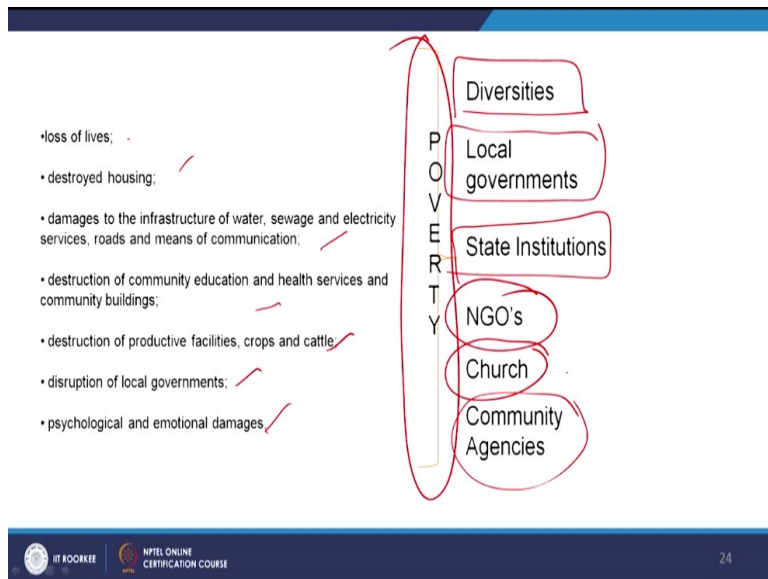 •loss of lives;
• destroyed housing;
• damages to the infrastructure of water, sewage and electricity
services, roads and means of communication;
• destruction of community education and health services and
community buildings;
• destruction of productive facilities, crops and cattle;
• disruption of local governments;
• psychological and emotional damages
P
O
V
E
R
T
Y
Diversities
Local
governments
State Institutions
NGO's
Church
Community
Agencies
IIT ROORKEE
NPTEL ONLINE
CERTIFICATION COURSE
24